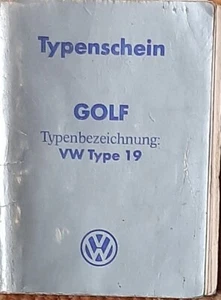 Typenschein
GOLF
Typenbezeichnung:
VW Type 19